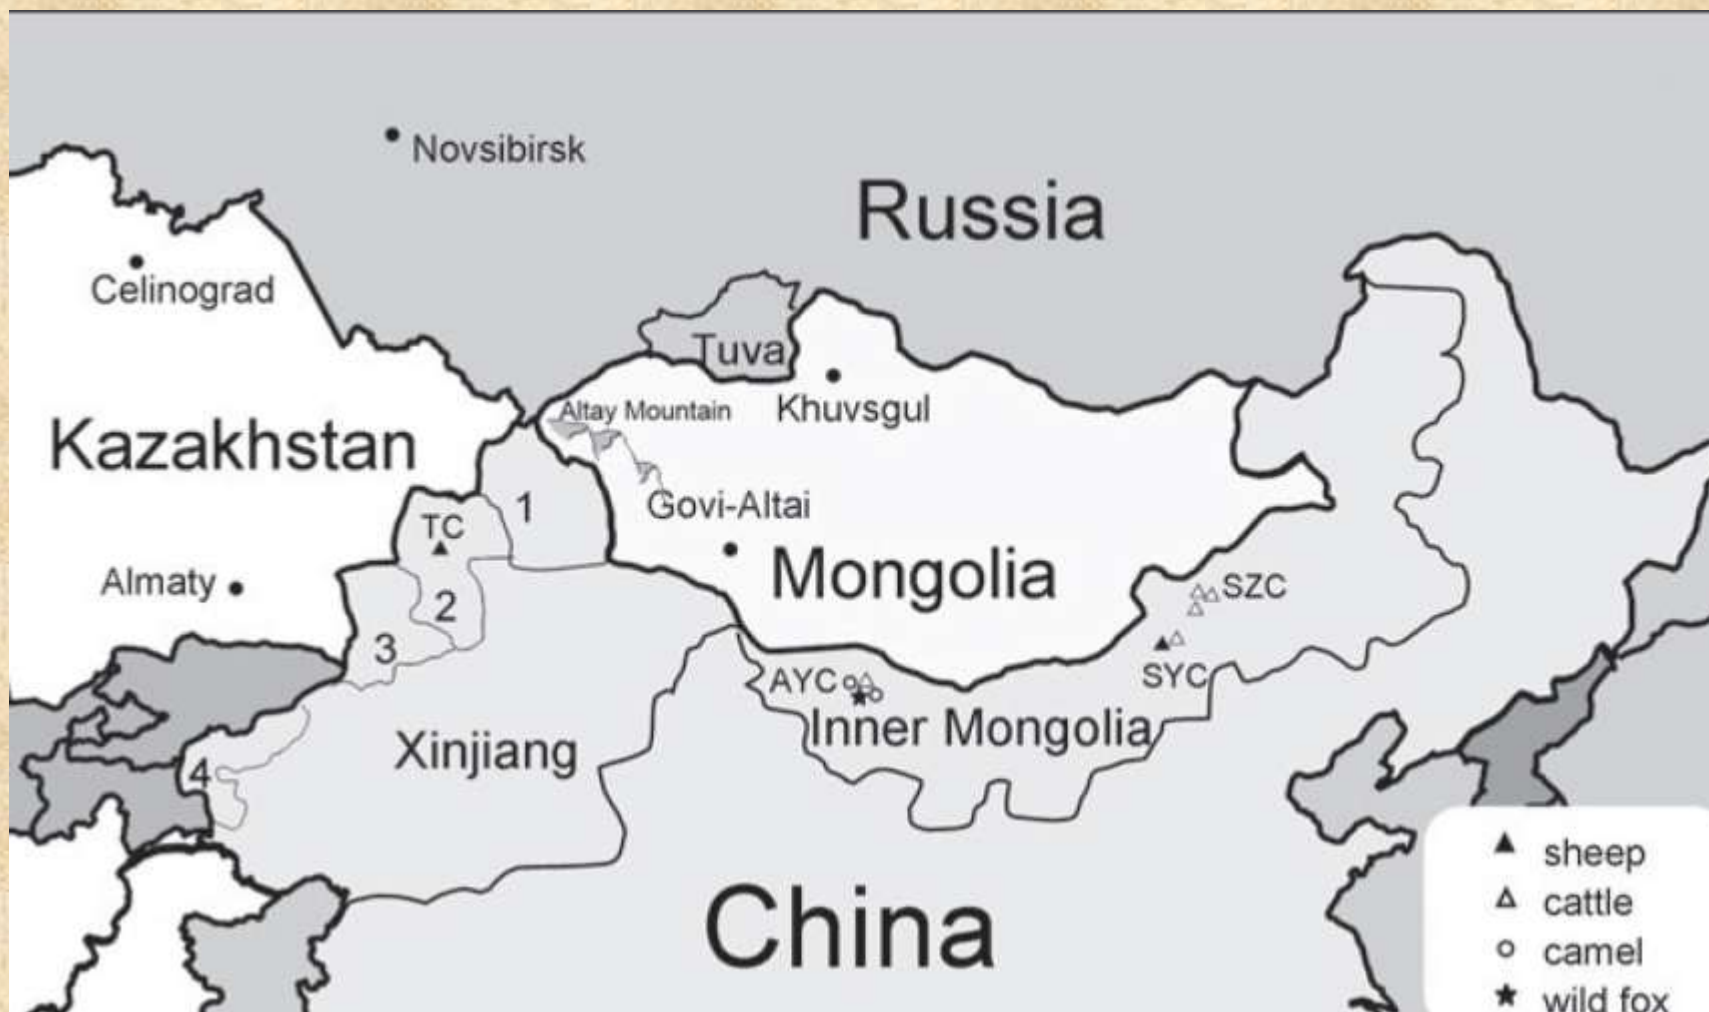 Novsibirsk
Russia
Celinograd
Tuva
Altay Mountain
Khuvsgul
Kazakhstan
1
Govi-Altai
TC
Mongolia
Almaty
2
SZC
3
SYC
AYC
Inner Mongolia
Xinjiang
4
China
sheep
cattle
camel
wild fox